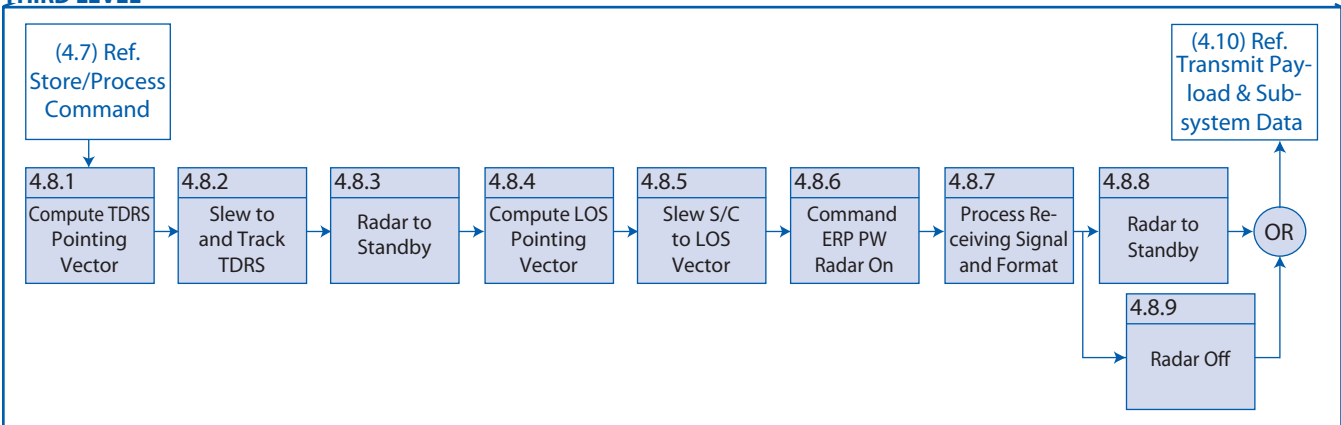 THIRD LEVEL
(4.7) Ref.
Store/Process
Command
(4.10) Ref.
Transmit Pay-
load & Sub-
system Data
4.8.1
Compute TDRS
Pointing
Vector
4.8.2
Slew to
and Track
TDRS
4.8.3
Radar to
Standby
4.8.4
Compute LOS
Pointing
Vector
4.8.5
Slew S/C
to LOS
Vector
4.8.6
Command
ERP PW
Radar On
4.8.7
Process Re-
ceiving Signal
and Format
4.8.8
Radar to
Standby
OR
4.8.9
Radar Off